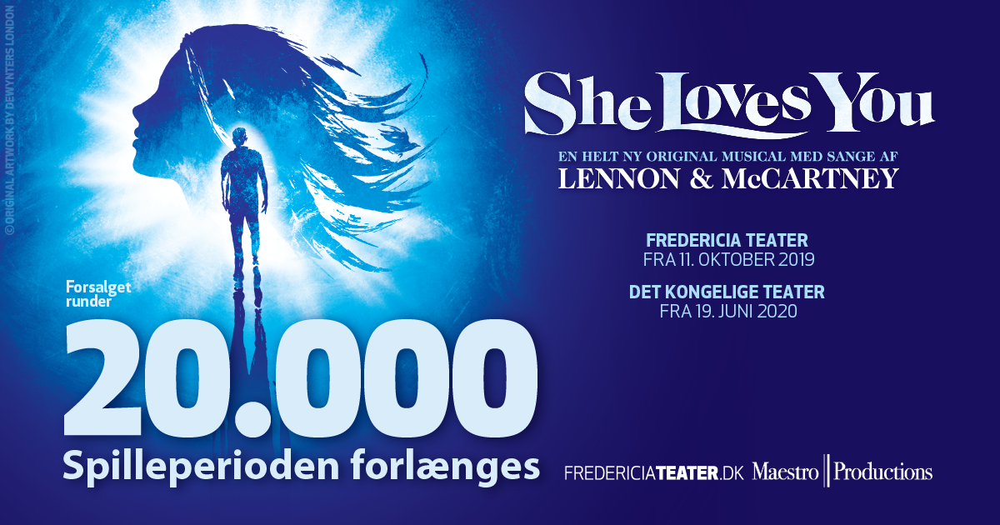 ©ORIGINAL ARTWORK BY DEWYNTERS LONDON
She Loves You
EN HELT NY ORIGINAL MUSICAL MED SANGE AF
LENNON & McCARTNEY
FREDERICIA TEATER
FRA 11. OKTOBER 2019
DET KONGELIGE TEATER
FRA 19. JUNI 2020
Forsalget
runder
20.000
Spilleperioden forlænges
FREDERICIATEATER.DK
Maestro Productions